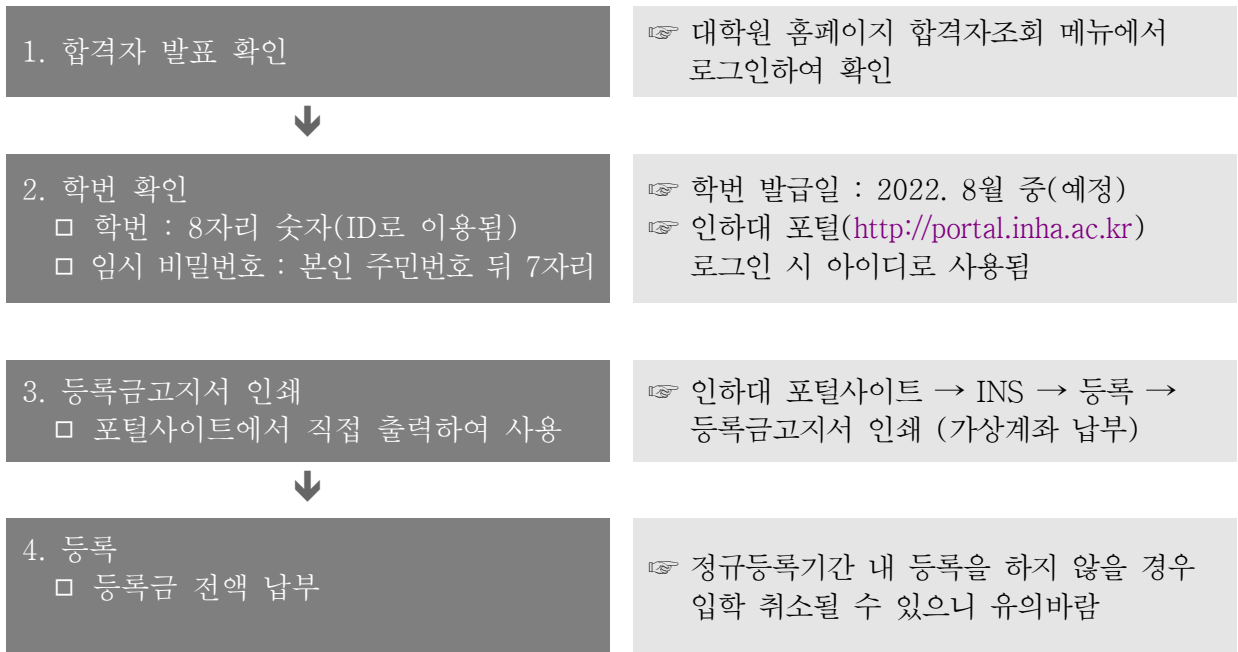 1. 합격자 발표 확인
☞ 대학원 홈페이지 합격자조회 메뉴에서
로그인하여 확인
🡻
2. 학번 확인
□ 학번 : 8자리 숫자(ID로 이용됨)
□ 임시 비밀번호 : 본인 주민번호 뒤 7자리
☞ 학번 발급일 : 2022. 8월 중(예정)
☞ 인하대 포털(http://portal.inha.ac.kr)
로그인 시 아이디로 사용됨
3. 등록금고지서 인쇄
□ 포털사이트에서 직접 출력하여 사용
☞ 인하대 포털사이트 → INS → 등록 →
등록금고지서 인쇄 (가상계좌 납부)
🡻
4. 등록
□ 등록금 전액 납부
☞ 정규등록기간 내 등록을 하지 않을 경우
입학 취소될 수 있으니 유의바람